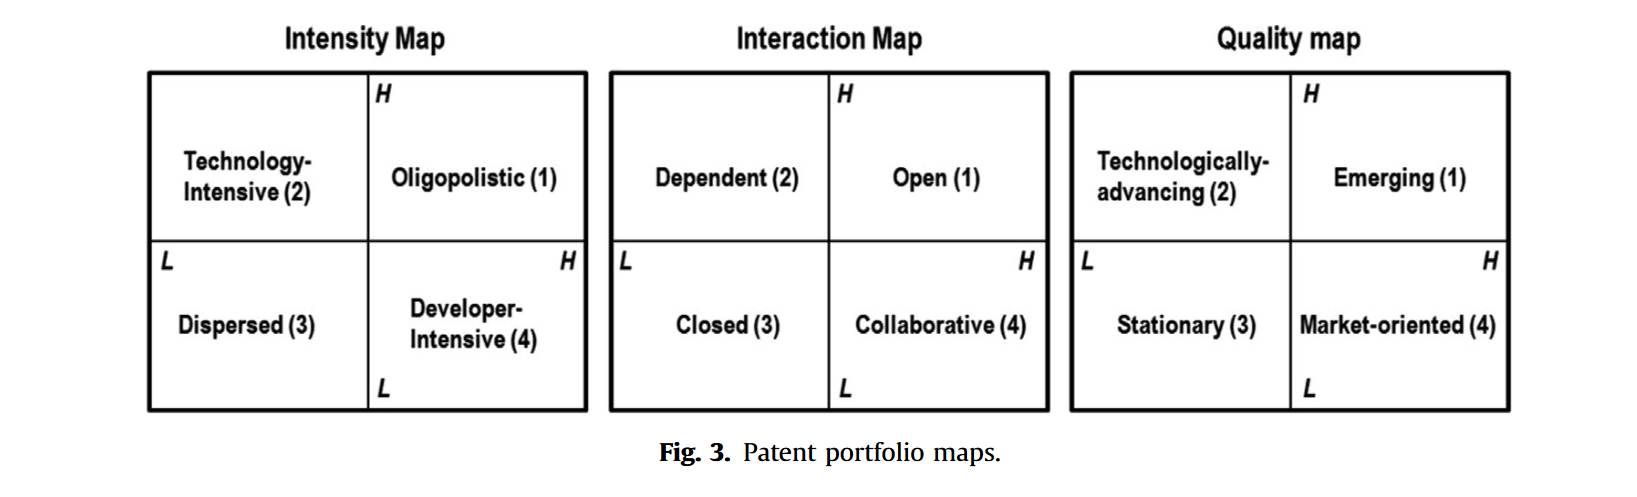 Intensity Map
H
Technology-
Intensive (2)
Oligopolistic (1)
L
H
Dispersed (3)
Developer-
Intensive (4)
L
Interaction Map
H
Dependent (2)
Open (1)
L
H
Closed (3)
Collaborative (4)
L
Quality map
H
Technologically-
advancing (2)
Emerging (1)
L
H
Stationary (3)
Market-oriented (4)
L
Fig. 3. Patent portfolio maps.